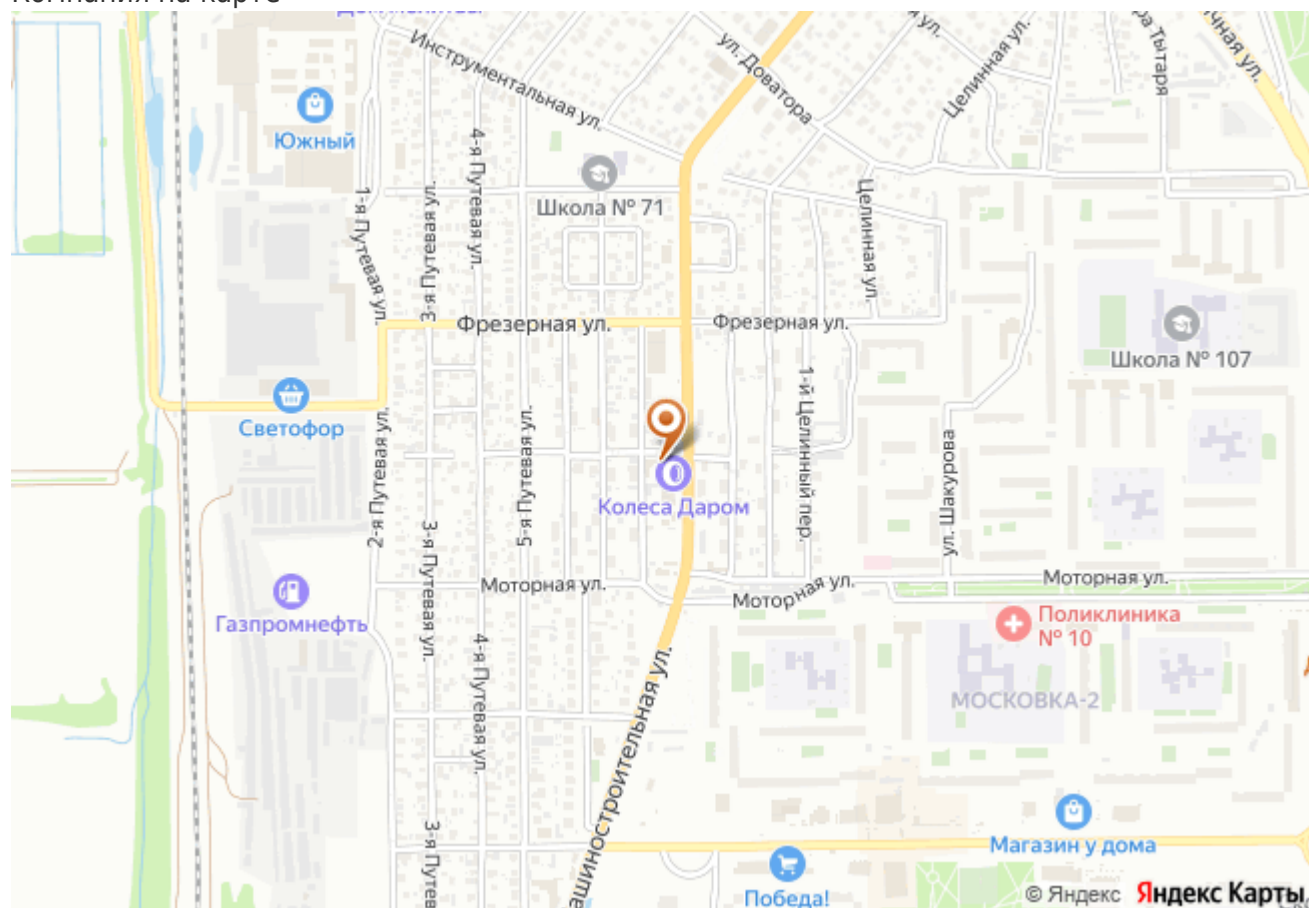 Инструментальная ул.
ул. Доватора
Целинная ул.
Южный
4-я Путевая ул.
Школа № 71
1-я Путевая ул.
3-я Путевая ул.
Целинная ул.
Фрезерная ул.
Фрезерная ул.
Школа № 107
1-й Целинный пер.
Светофор
2-я Путевая ул.
5-я Путевая ул.
ул. Шакурова
Колеса Даром
3-я Путевая ул.
Моторная ул.
Моторная ул.
Моторная ул.
Газпромнефть
Поликлиника
№ 10
4-я Путевая ул.
МОСКОВКА-2
ашиностроительная ул.
3-я Путев
Магазин у дома
Победа!
© Яндекс Яндекс Карты